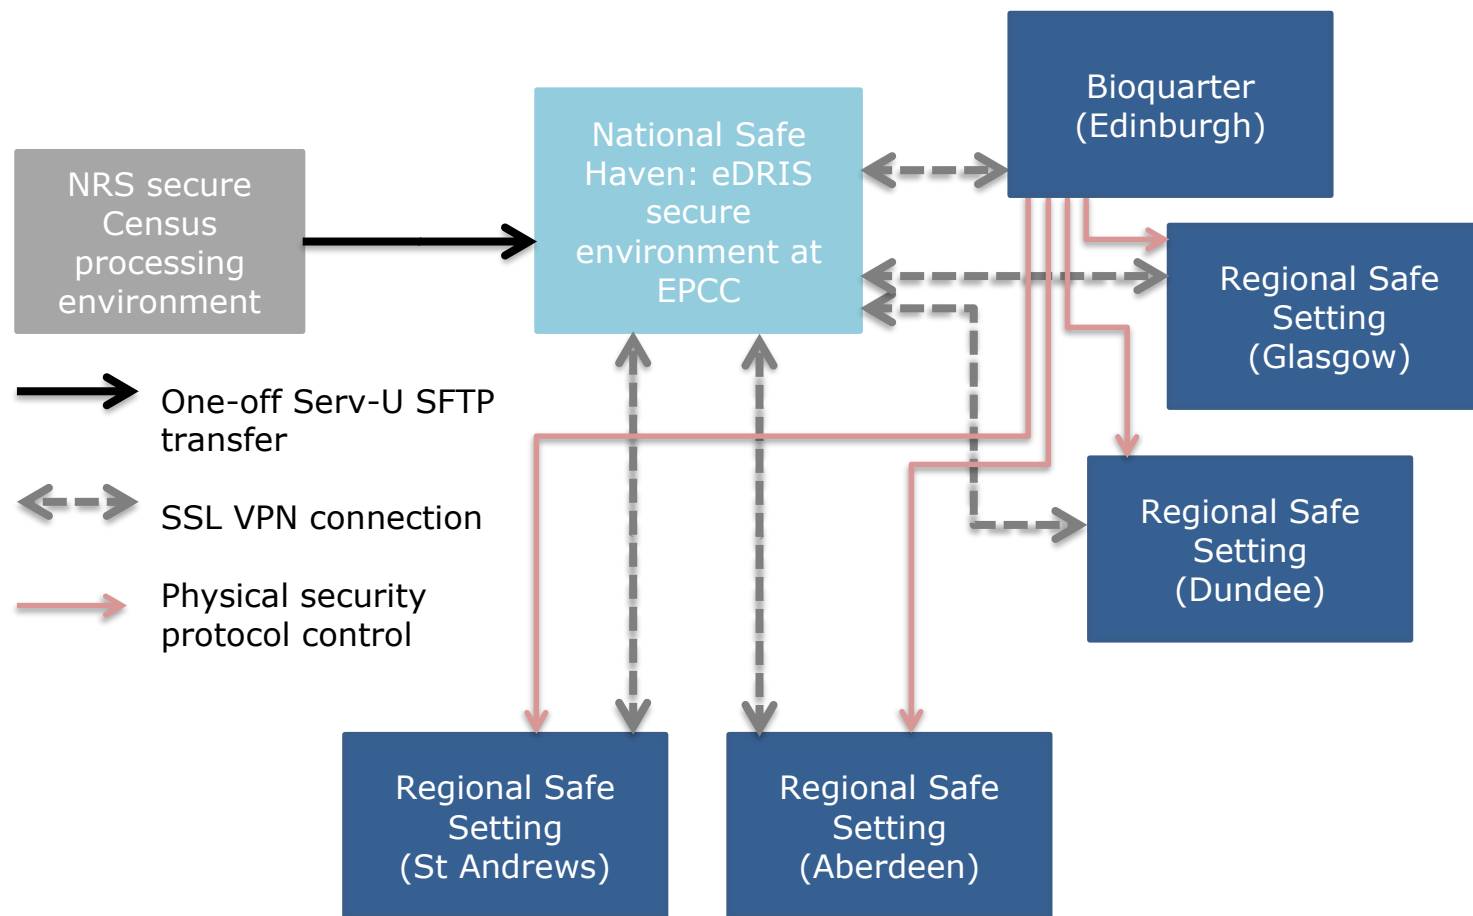 Bioquarter
(Edinburgh)
National Safe
Haven: eDRIS
secure
environment at
EPCC
NRS secure
Census
processing
environment
Regional Safe
Setting
(Glasgow)
One-off Serv-U SFTP
transfer
SSL VPN connection
Physical security
protocol control
Regional Safe
Setting
(Dundee)
Regional Safe
Setting
(St Andrews)
Regional Safe
Setting
(Aberdeen)